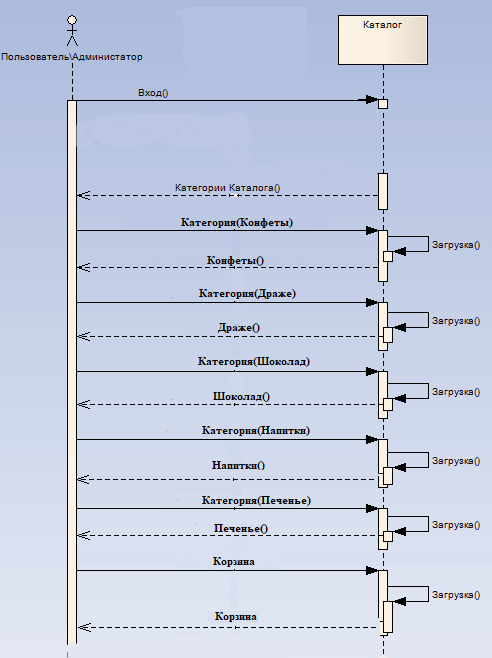 Каталог
Пользователь\Администатор
Вход()
Категории Каталога()
Категория(Конфеты)
Загрузка()
Конфеты()
Категория(Драже)
Загрузка()
Драже()
Категория(Шоколад)
Загрузка()
Шоколад()
Категория(Напитки)
Загрузка()
Напитки()
Категория(Печенье)
Загрузка()
Печенье()
Корзина
Загрузка()
Корзина